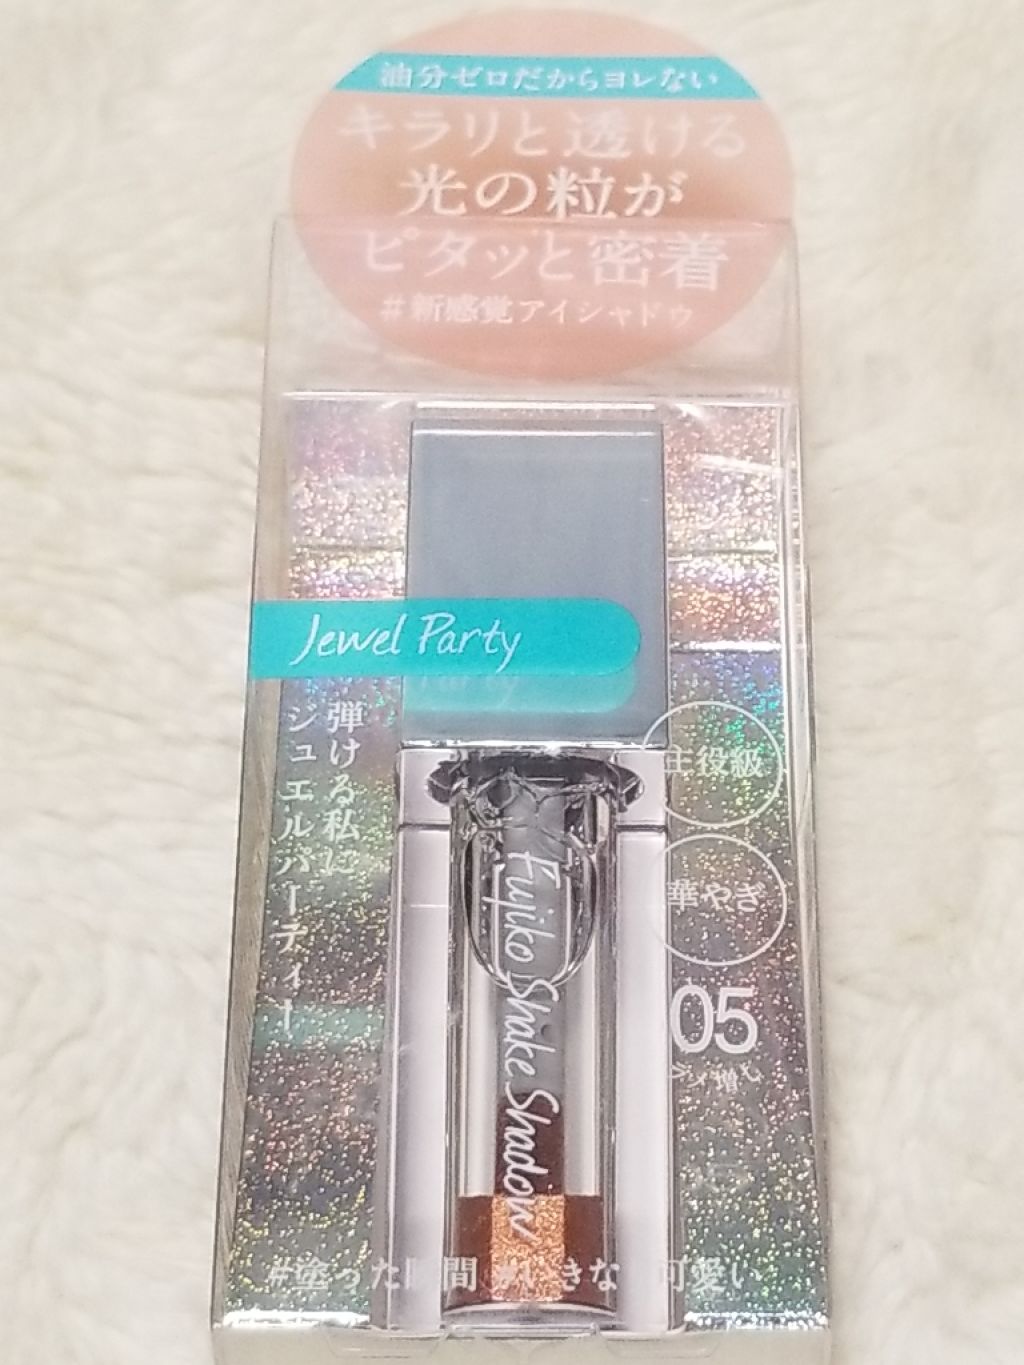 油分ゼロだからヨレない
キラリと透ける
光の粒が
ピタッと密着
#新感覚アイシャドウ
Jewel Party
弾ける私に
ジュエルパーティー
主役級
華やぎ
05
Fujiko Shake Shadow
#塗った瞬間
可愛い